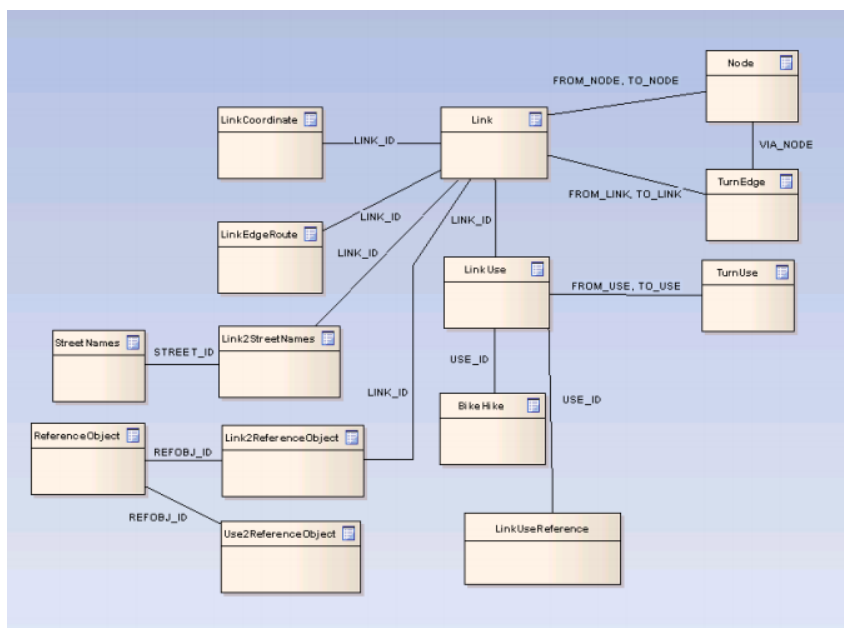 Node
FROM_NODE, TO_NODE
LinkCoordinate
Link
LINK_ID
VIA_NODE
TurnEdge
FROM_LINK, TO_LINK
LINK_ID
LinkEdgeRoute
LINK_ID
LINK_ID
LinkUse
TurnUse
FROM_USE, TO_USE
StreetNames
STREET_ID
Link2StreetNames
USE_ID
LINK_ID
BikeHike
USE_ID
ReferenceObject
REFOBJ_ID
Link2ReferenceObject
REFOBJ_ID
Use2ReferenceObject
LinkUseReference